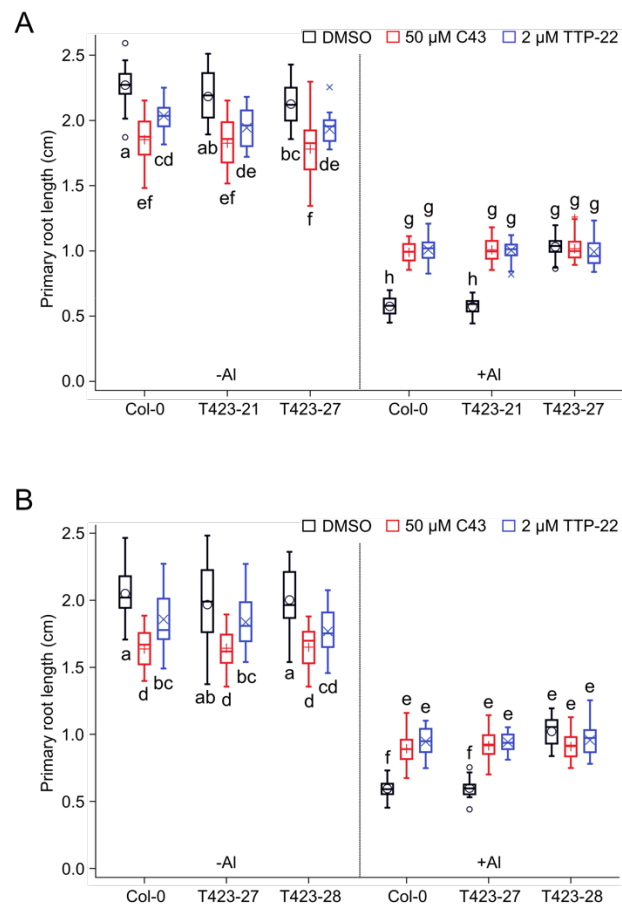 A
DMSO 50 µM C43 2 µM TTP-22
Primary root length (cm)
2.5
2.0
1.5
1.0
0.5
0.0
a ef cd ab ef de bc f de
h g g h g g g g g
-Al +Al
Col-0 T423-21 T423-27 Col-0 T423-21 T423-27
B
DMSO 50 µM C43 2 µM TTP-22
Primary root length (cm)
2.5
2.0
1.5
1.0
0.5
0.0
a d bc ab d bc a d cd
f e e f e e e e e
-Al +Al
Col-0 T423-27 T423-28 Col-0 T423-27 T423-28